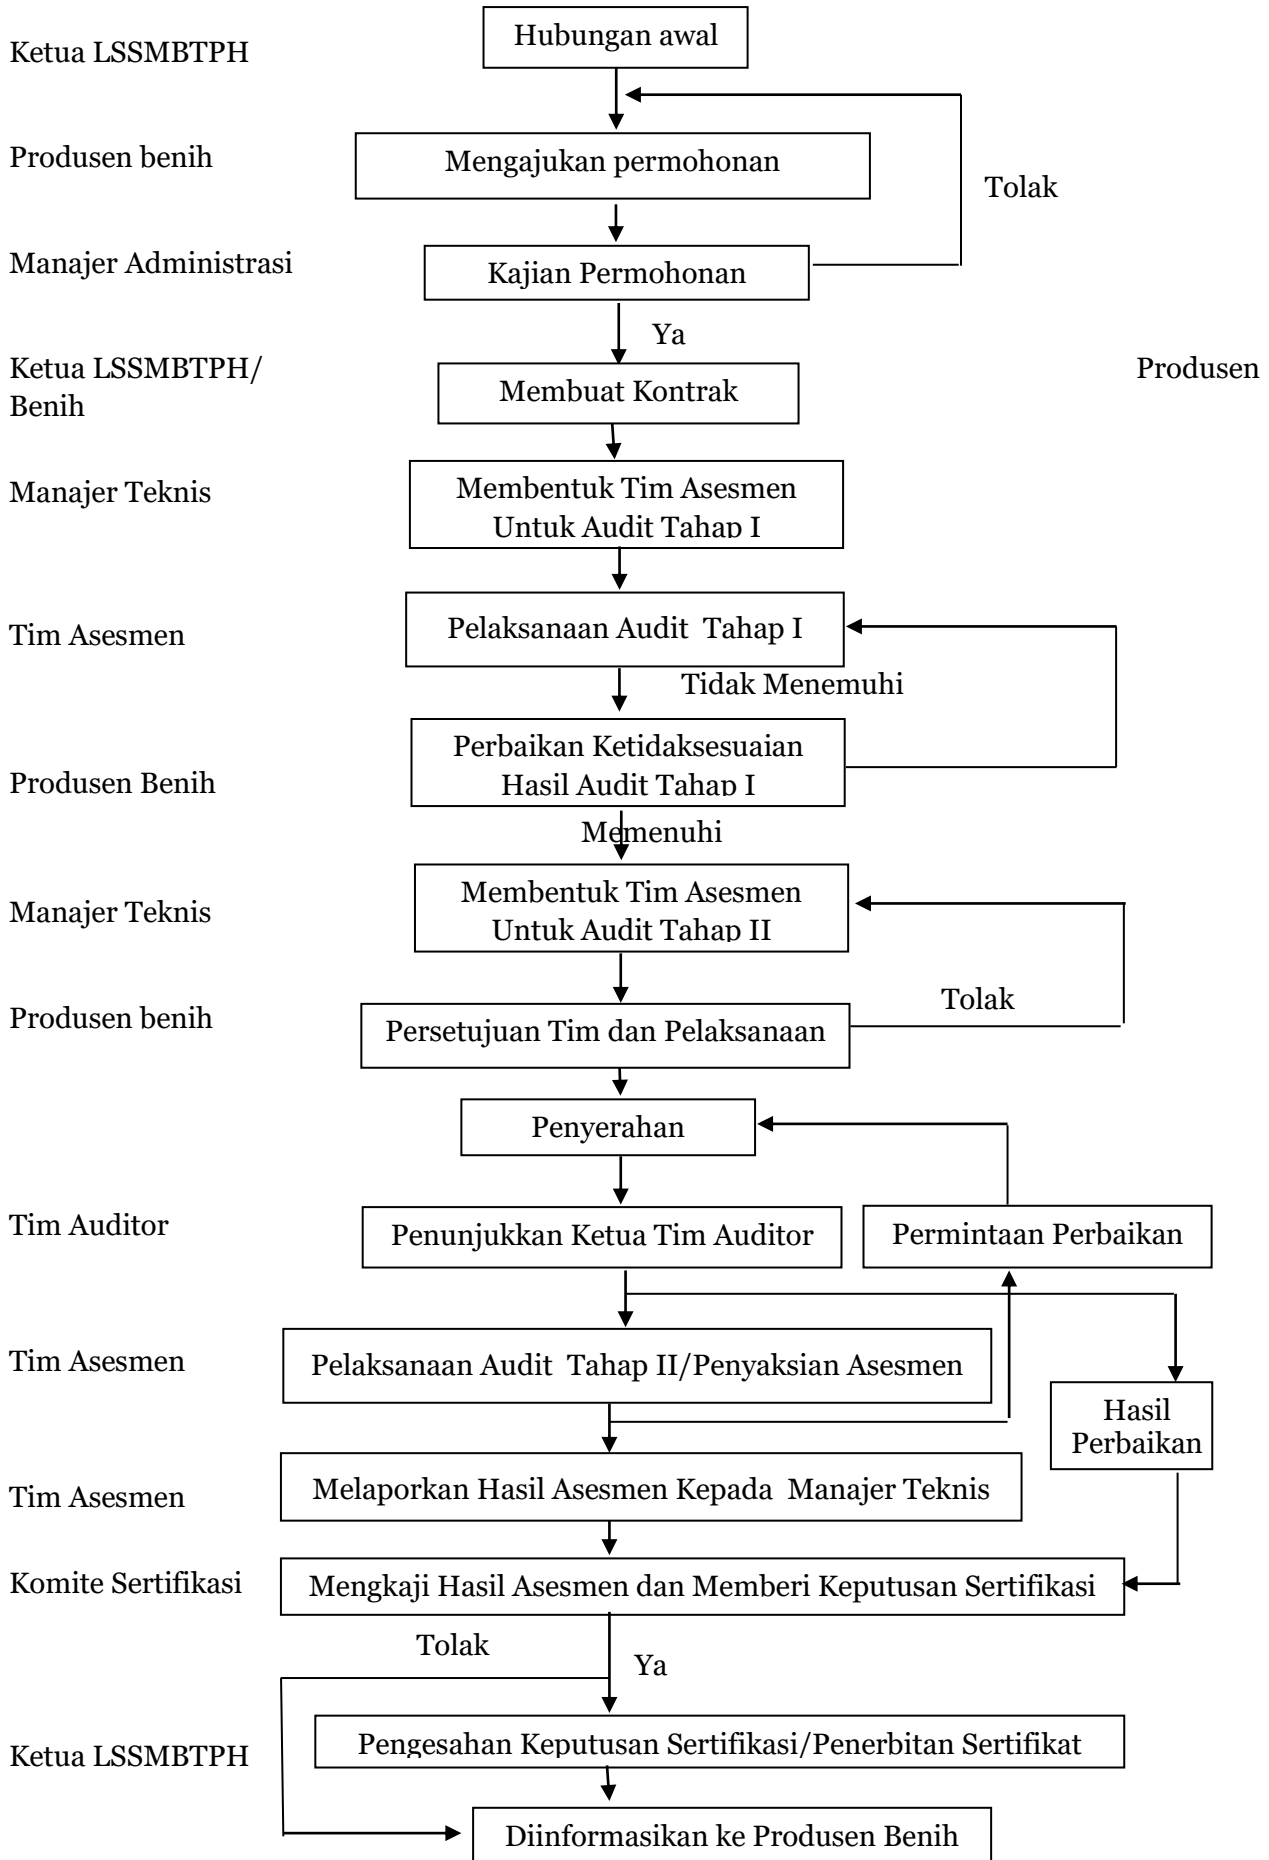 Ketua LSSMBTPH
Hubungan awal
Produsen benih
Mengajukan permohonan
Tolak
Manajer Administrasi
Kajian Permohonan
Ya
Ketua LSSMBTPH/
Produsen
Benih
Membuat Kontrak
Manajer Teknis
Membentuk Tim Asesmen
Untuk Audit Tahap I
Tim Asesmen
Pelaksanaan Audit Tahap I
Tidak Menemuhi
Produsen Benih
Perbaikan Ketidaksesuaian
Hasil Audit Tahap I
Memenuhi
Manajer Teknis
Membentuk Tim Asesmen
Untuk Audit Tahap II
Produsen benih
Persetujuan Tim dan Pelaksanaan
Tolak
Penyerahan
Tim Auditor
Penunjukkan Ketua Tim Auditor
Permintaan Perbaikan
Tim Asesmen
Pelaksanaan Audit Tahap II/Penyaksian Asesmen
Hasil
Perbaikan
Tim Asesmen
Melaporkan Hasil Asesmen Kepada Manajer Teknis
Komite Sertifikasi
Mengkaji Hasil Asesmen dan Memberi Keputusan Sertifikasi
Tolak
Ya
Ketua LSSMBTPH
Pengesahan Keputusan Sertifikasi/Penerbitan Sertifikat
Diinformasikan ke Produsen Benih